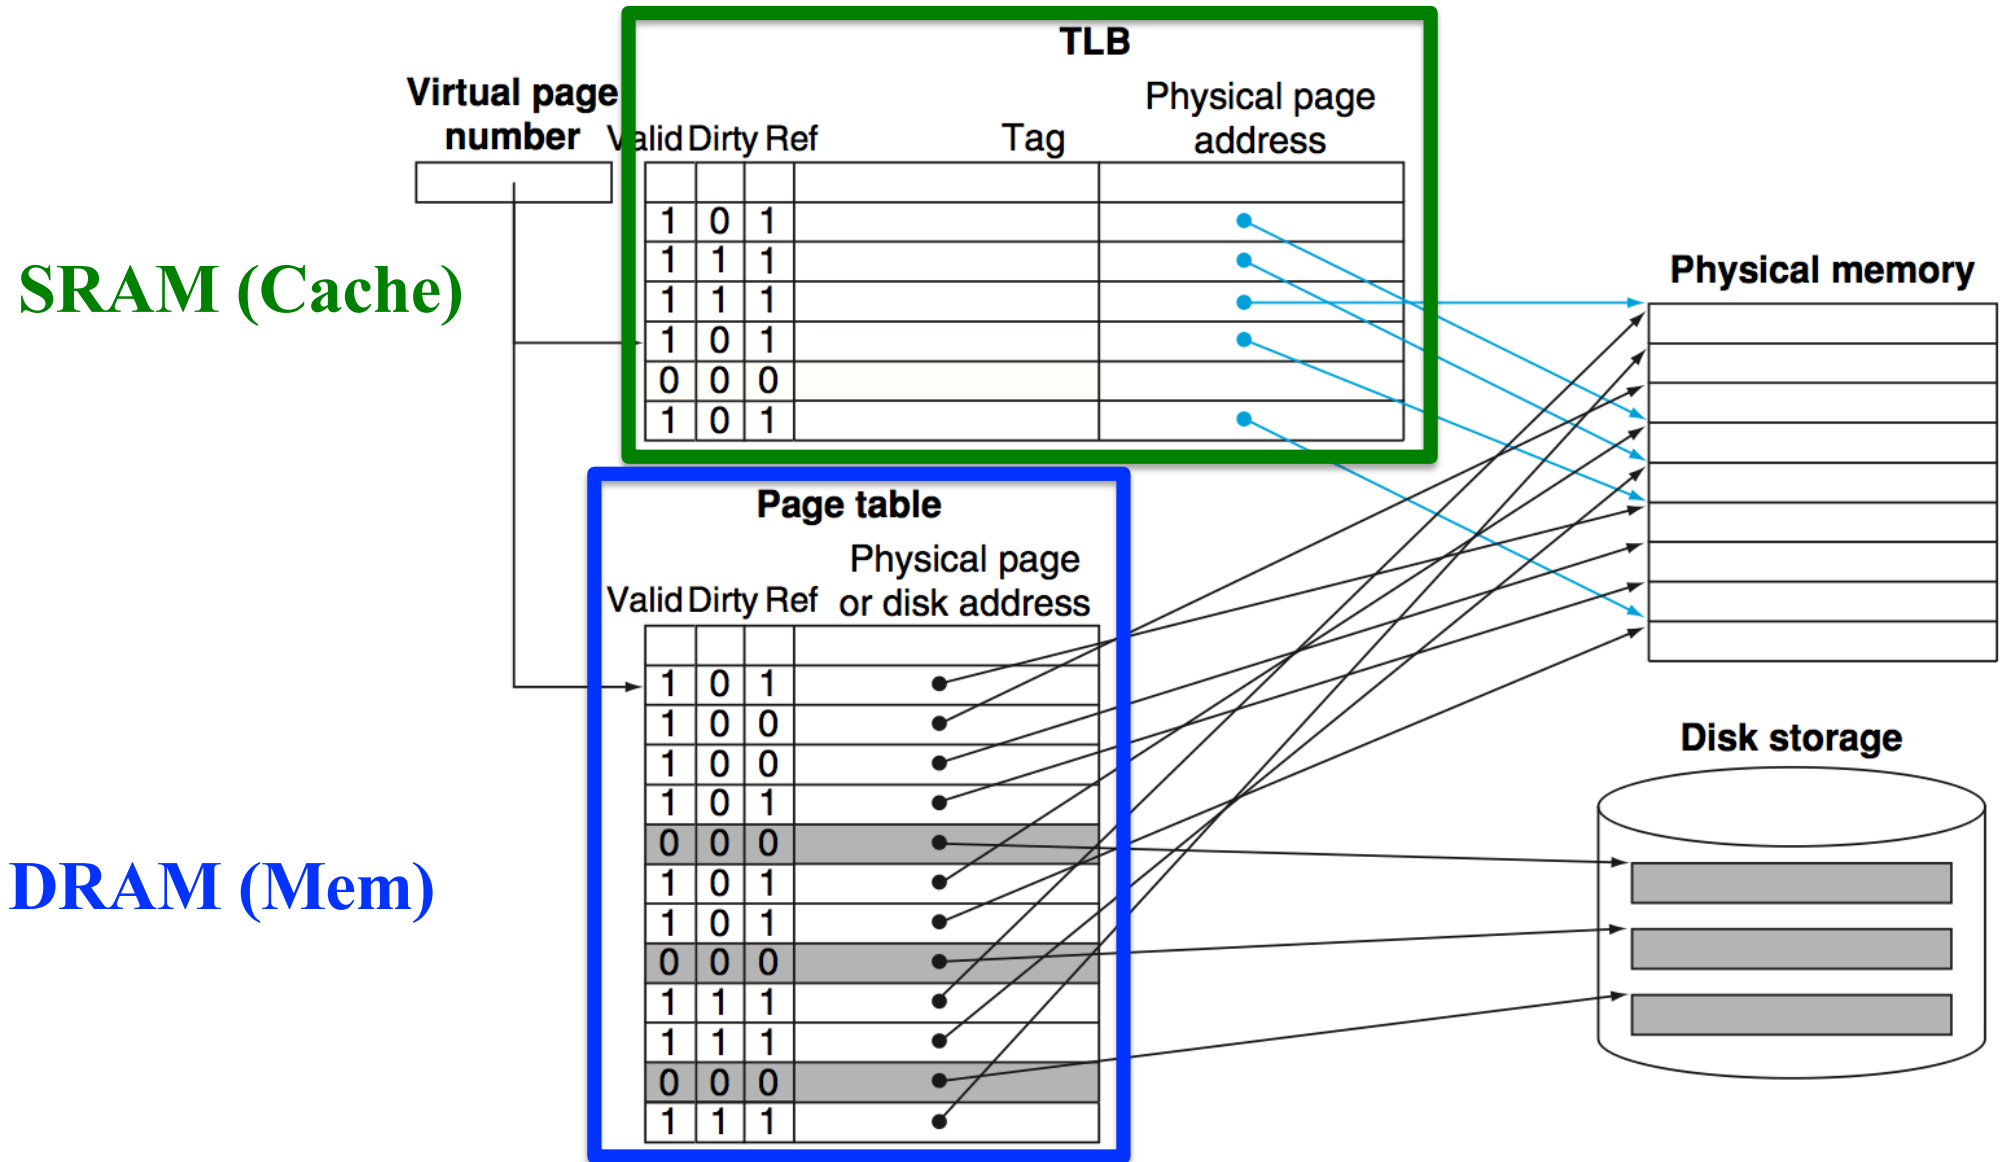 TLB
Virtual page
number
Physical page
address
Valid Dirty Ref
Tag
1 0 1
1 1 1
1 1 1
1 0 1
0 0 0
1 0 1
SRAM (Cache)
Physical memory
Page table
Physical page
or disk address
Valid Dirty Ref
1 0 1
1 0 0
1 0 0
1 0 1
0 0 0
1 0 1
1 0 1
0 0 0
1 1 1
1 1 1
0 0 0
1 1 1
DRAM (Mem)
Disk storage